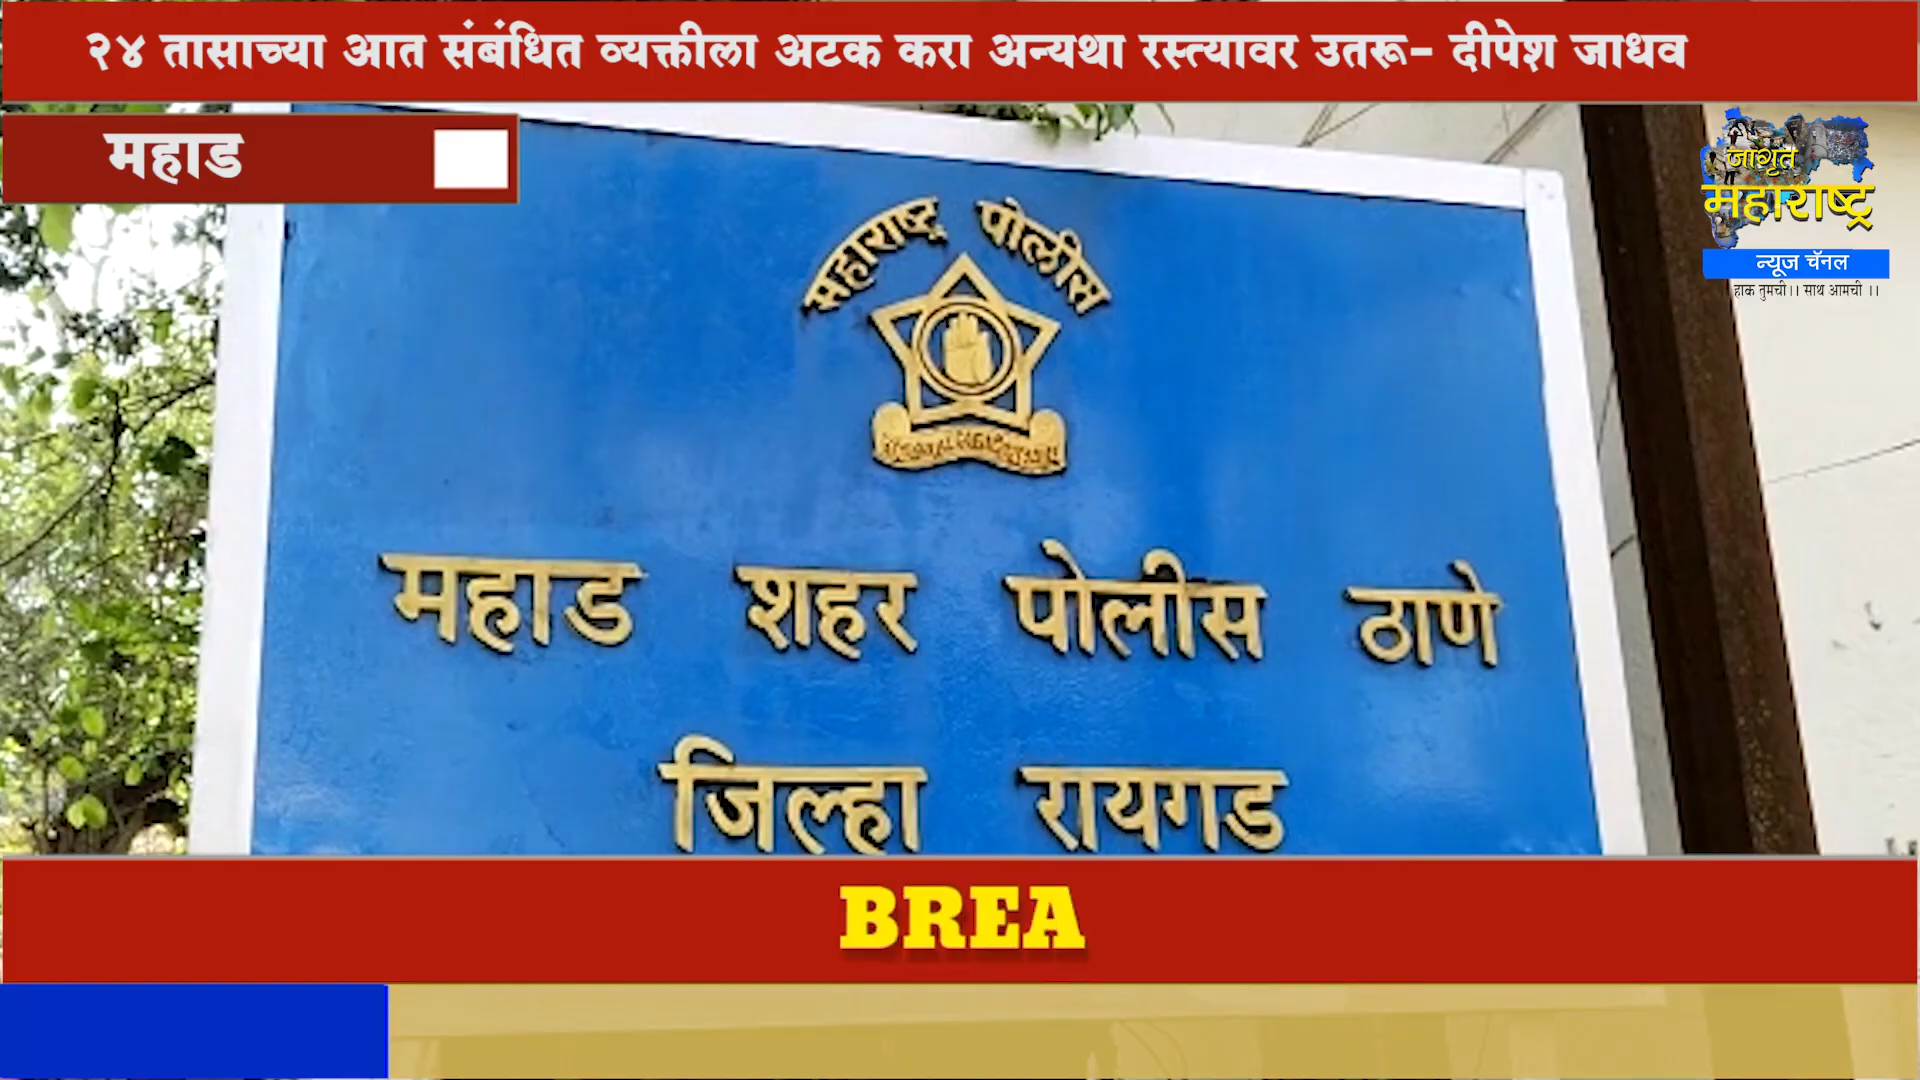 २४ तासाच्या आत संबंधित व्यक्तीला अटक करा अन्यथा रस्त्यावर उतरू- दीपेश जाधव
महाड
जागृत
महाराष्ट्र
न्यूज चॅनल
हाक तुमची।। साथ आमची ।।
महाराष्ट्र पोलीस
महाड शहर पोलीस ठाणे
जिल्हा रायगड
BREA